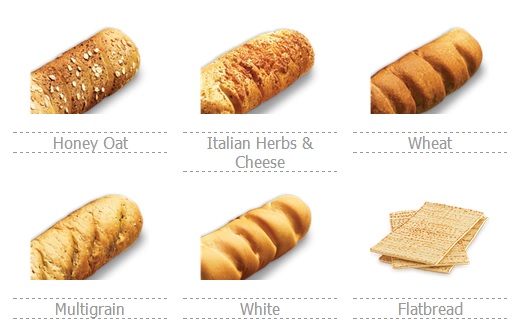 Honey Oat
Italian Herbs &
Cheese
Wheat
Multigrain
White
Flatbread